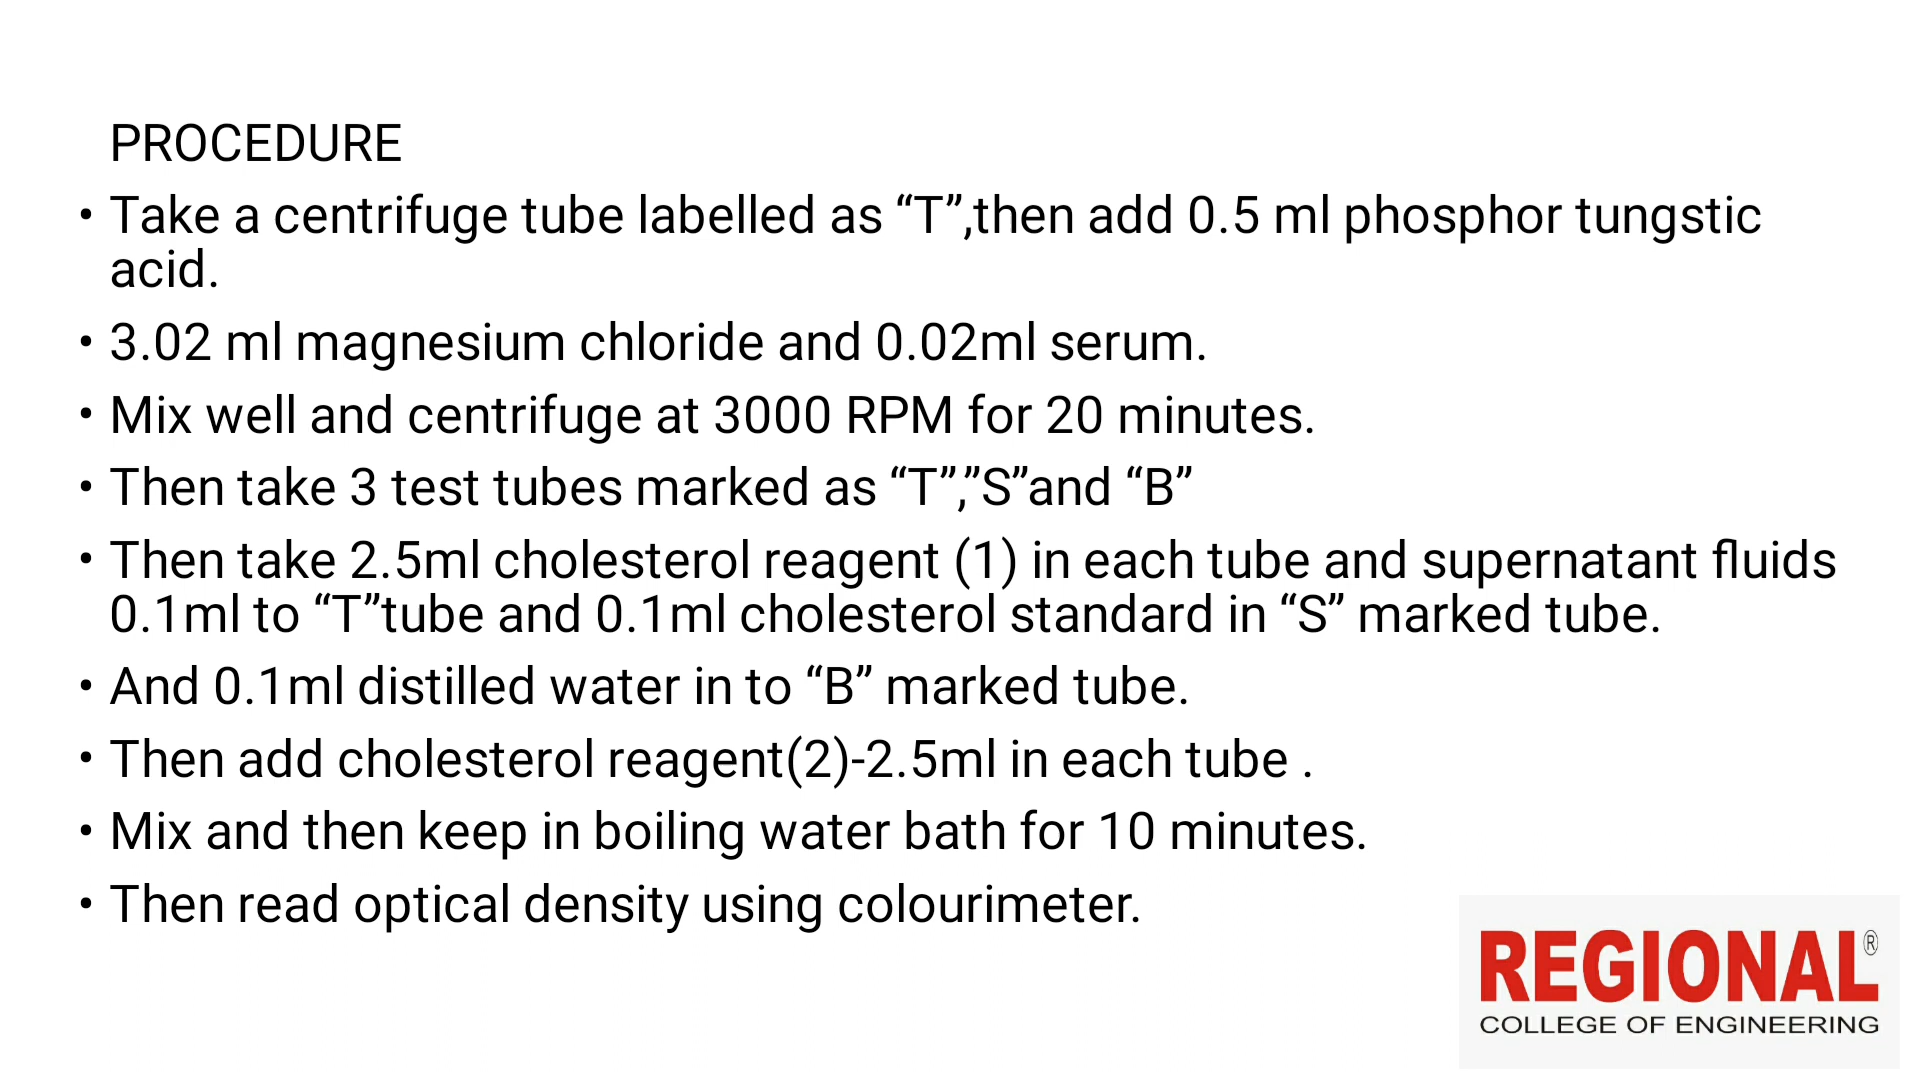 PROCEDURE
• Take a centrifuge tube labelled as “T”,then add 0.5 ml phosphor tungstic
acid.
• 3.02 ml magnesium chloride and 0.02ml serum.
• Mix well and centrifuge at 3000 RPM for 20 minutes.
• Then take 3 test tubes marked as “T”,”S”and “B”
• Then take 2.5ml cholesterol reagent (1) in each tube and supernatant fluids
0.1ml to “T”tube and 0.1ml cholesterol standard in “S” marked tube.
• And 0.1ml distilled water in to “B” marked tube.
• Then add cholesterol reagent(2)-2.5ml in each tube .
• Mix and then keep in boiling water bath for 10 minutes.
• Then read optical density using colourimeter.
REGIONAL®
COLLEGE OF ENGINEERING